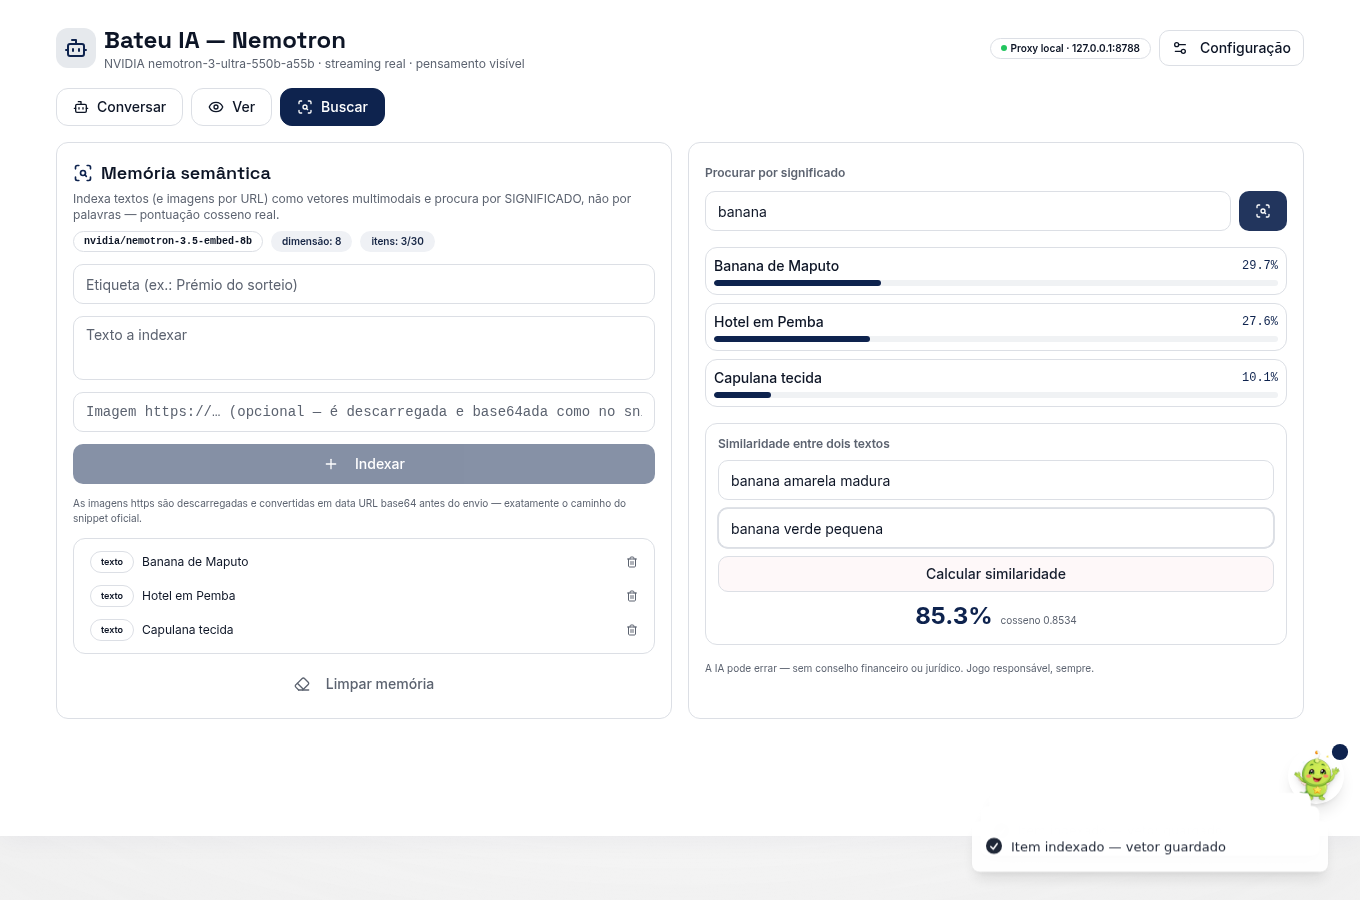 Bateu IA — Nemotron
NVIDIA nemotron-3-ultra-550b-a55b · streaming real · pensamento visível
Proxy local · 127.0.0.1:8788
Configuração
Conversar
Ver
Buscar
Memória semântica
Indexa textos (e imagens por URL) como vetores multimodais e procura por SIGNIFICADO, não por
palavras — pontuação cosseno real.
nvidia/nemotron-3.5-embed-8b
dimensão: 8
itens: 3/30
Etiqueta (ex.: Prémio do sorteio)
Texto a indexar
Imagem https://… (opcional — é descarregada e base64ada como no sn
Indexar
As imagens https são descarregadas e convertidas em data URL base64 antes do envio — exatamente o caminho do
snippet oficial.
texto Banana de Maputo
texto Hotel em Pemba
texto Capulana tecida
Limpar memória
Procurar por significado
banana
Banana de Maputo 29.7%
Hotel em Pemba 27.6%
Capulana tecida 10.1%
Similaridade entre dois textos
banana amarela madura
banana verde pequena
Calcular similaridade
85.3% cosseno 0.8534
A IA pode errar — sem conselho financeiro ou jurídico. Jogo responsável, sempre.
Item indexado — vetor guardado